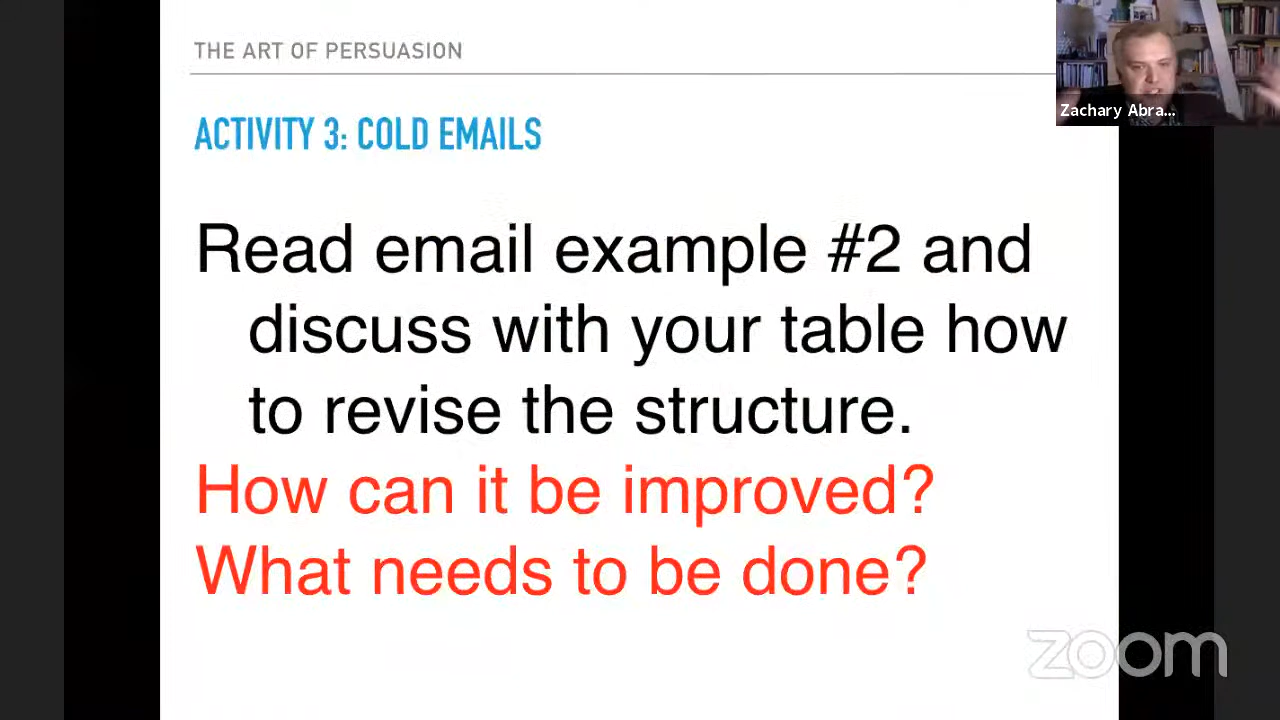 THE ART OF PERSUASION
Zachary Abra...
ACTIVITY 3: COLD EMAILS
Read email example #2 and
discuss with your table how
to revise the structure.
How can it be improved?
What needs to be done?
zoom